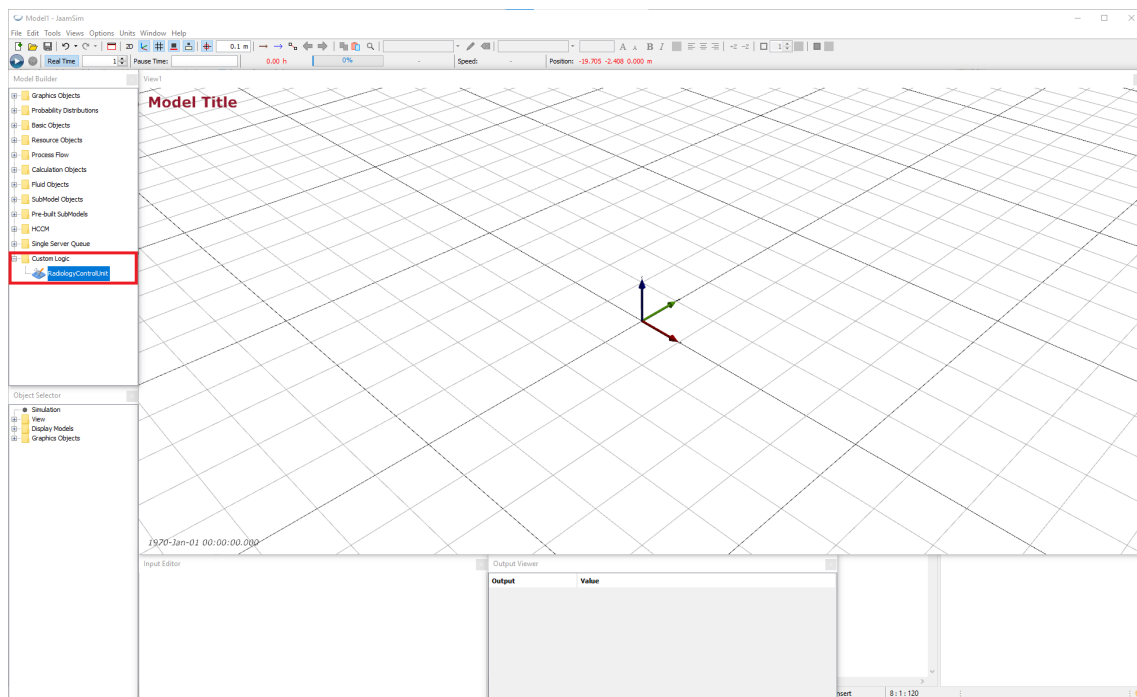 Model1 - JaamSim
File Edit Tools Views Options Units Window Help
2D 0.1 m A A B I -Z -Z 1
Real Time 1 Pause Time: 0.00 h 0% - Speed: - Position: -19.705 -2.408 0.000 m
Model Builder
Graphics Objects
Probability Distributions
Basic Objects
Resource Objects
Process Flow
Calculation Objects
Fluid Objects
SubModel Objects
Pre-built SubModels
HCCM
Single Server Queue
Custom Logic
RadiologyControlUnit
View1
Model Title
1970-Jan-01 00:00:00.000
Object Selector
Simulation
View
Display Models
Graphics Objects
Input Editor
Output Viewer
Output Value
nsert 8:1:120